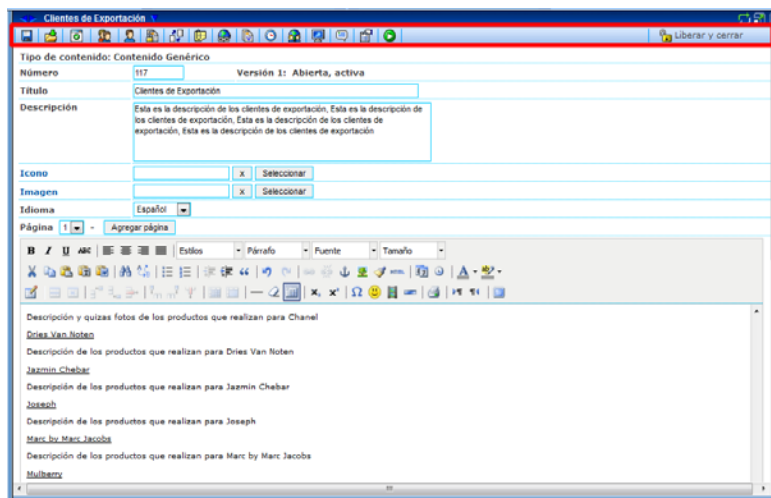 Clientes de Exportación
Liberar y cerrar
Tipo de contenido: Contenido Genérico
Número 117 Versión 1: Abierta, activa
Título Clientes de Exportación
Descripción Esta es la descripción de los clientes de exportación, Esta es la descripción de
los clientes de exportación, Esta es la descripción de los clientes de
exportación, Esta es la descripción de los clientes de exportación
Icono x Seleccionar
Imagen x Seleccionar
Idioma Español
Página 1 - Agregar página
B I U ABC Estilos Párrafo Fuente Tamaño
Descripción y quizas fotos de los productos que realizan para Chanel
Dries Van Noten
Descripción de los productos que realizan para Dries Van Noten
Jazmin Chebar
Descripción de los productos que realizan para Jazmin Chebar
Joseph
Descripción de los productos que realizan para Joseph
Marc by Marc Jacobs
Descripción de los productos que realizan para Marc by Marc Jacobs
Mulberry